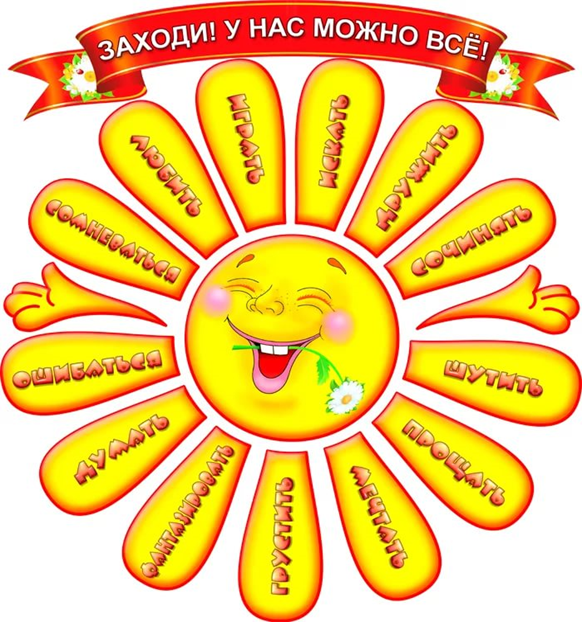 ЗАХОДИ! У НАС МОЖНО ВСЁ!
ИГРАТЬ
ИСКАТЬ
ДРУЖИТЬ
СОЧИНЯТЬ
ШУТИТЬ
ПРОЩАТЬ
МЕЧТАТЬ
ГРУСТИТЬ
ФАНТАЗИРОВАТЬ
ДУМАТЬ
ОШИБАТЬСЯ
СОМНЕВАТЬСЯ
ЛЮБИТЬ